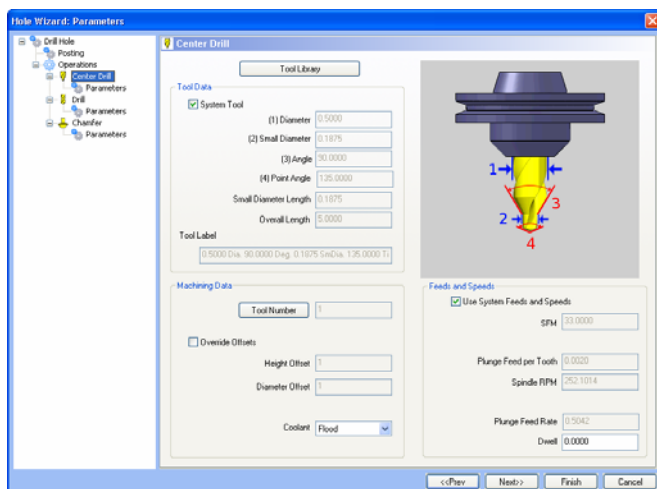 Hole Wizard: Parameters
Drill Hole
Posting
Operations
Center Drill
Parameters
Drill
Parameters
Chamfer
Parameters
Center Drill
Tool Library
Tool Data
System Tool
(1) Diameter 0.5000
(2) Small Diameter 0.1875
(3) Angle 90.0000
(4) Point Angle 135.0000
Small Diameter Length 0.1875
Overall Length 5.0000
Tool Label
0.5000 Dia. 90.0000 Deg. 0.1875 SmDia. 135.0000 Ti
1
2
3
4
Machining Data
Tool Number 1
Override Offsets
Height Offset 1
Diameter Offset 1
Coolant Flood
Feeds and Speeds
Use System Feeds and Speeds
SFM 33.0000
Plunge Feed per Tooth 0.0020
Spindle RPM 252.1014
Plunge Feed Rate 0.5042
Dwell 0.0000
<<Prev Next>> Finish Cancel